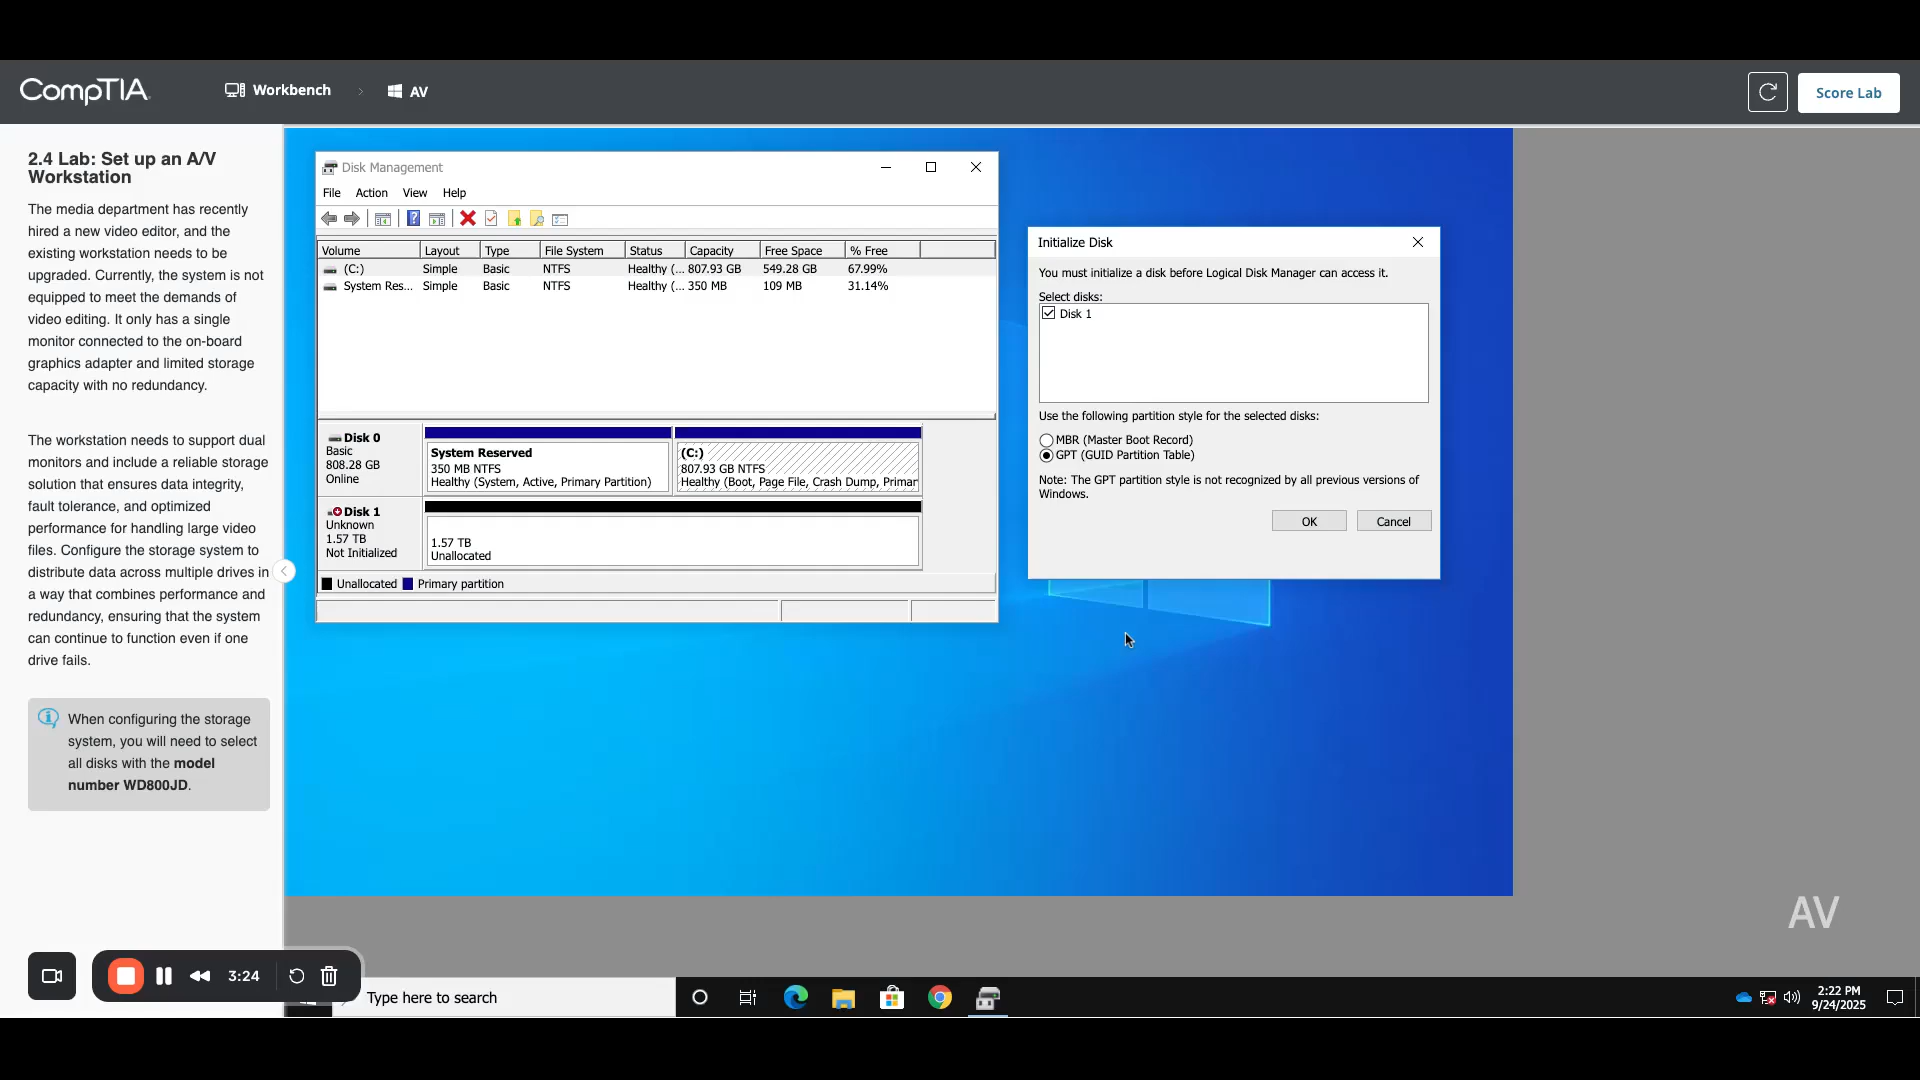 CompTIA.
Workbench
AV
Score Lab
2.4 Lab: Set up an A/V
Workstation
The media department has recently
hired a new video editor, and the
existing workstation needs to be
upgraded. Currently, the system is not
equipped to meet the demands of
video editing. It only has a single
monitor connected to the on-board
graphics adapter and limited storage
capacity with no redundancy.
The workstation needs to support dual
monitors and include a reliable storage
solution that ensures data integrity,
fault tolerance, and optimized
performance for handling large video
files. Configure the storage system to
distribute data across multiple drives in
a way that combines performance and
redundancy, ensuring that the system
can continue to function even if one
drive fails.
When configuring the storage
system, you will need to select
all disks with the model
number WD800JD.
Disk Management
File Action View Help
Volume Layout Type File System Status Capacity Free Space % Free
(C:) Simple Basic NTFS Healthy (... 807.93 GB 549.28 GB 67.99%
System Res... Simple Basic NTFS Healthy (... 350 MB 109 MB 31.14%
Disk 0
Basic
808.28 GB
Online
System Reserved
350 MB NTFS
Healthy (System, Active, Primary Partition)
(C:)
807.93 GB NTFS
Healthy (Boot, Page File, Crash Dump, Primar
Disk 1
Unknown
1.57 TB
Not Initialized
1.57 TB
Unallocated
Unallocated Primary partition
Initialize Disk
You must initialize a disk before Logical Disk Manager can access it.
Select disks:
Disk 1
Use the following partition style for the selected disks:
MBR (Master Boot Record)
GPT (GUID Partition Table)
Note: The GPT partition style is not recognized by all previous versions of
Windows.
OK Cancel
AV
3:24
Type here to search
2:22 PM
9/24/2025